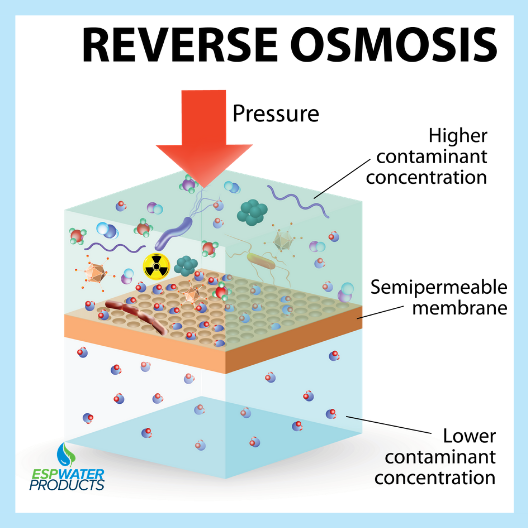 REVERSE OSMOSIS
Pressure
Higher
contaminant
concentration
Semipermeable
membrane
Lower
contaminant
concentration
ESPWATER
PRODUCTS